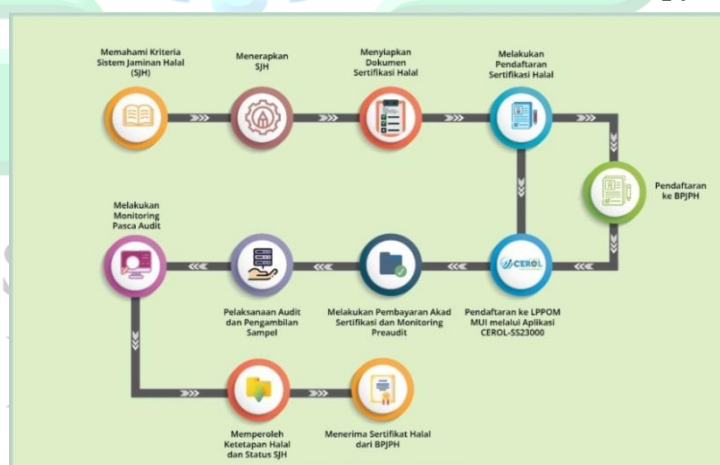 Memahami Kriteria
Sistem Jaminan Halal
(SJH)
Menerapkan
SJH
Menyiapkan
Dokumen
Sertifikasi Halal
Melakukan
Pendaftaran
Sertifikasi Halal
Pendaftaran
ke BPJPH
Melakukan
Monitoring
Pasca Audit
CEROL
Pelaksanaan Audit
dan Pengambilan
Sampel
Melakukan Pembayaran Akad
Sertifikasi dan Monitoring
Preaudit
Pendaftaran ke LPPOM
MUI melalui Aplikasi
CEROL-SS23000
Memperoleh
Ketetapan Halal
dan Status SJH
Menerima Sertifikat Halal
dari BPJPH